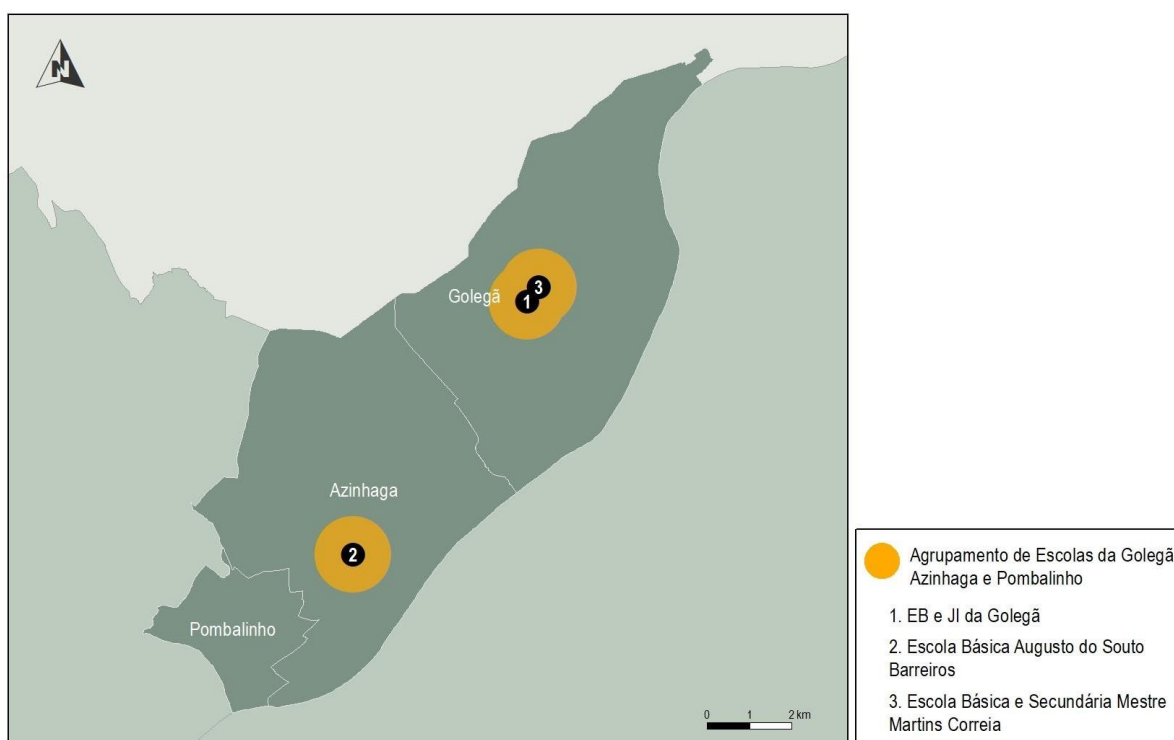 N
Golegã
3
1
Azinhaga
2
Pombalinho
0 1 2 km
Agrupamento de Escolas da Golegã
Azinhaga e Pombalinho
1. EB e JI da Golegã
2. Escola Básica Augusto do Souto
Barreiros
3. Escola Básica e Secundária Mestre
Martins Correia